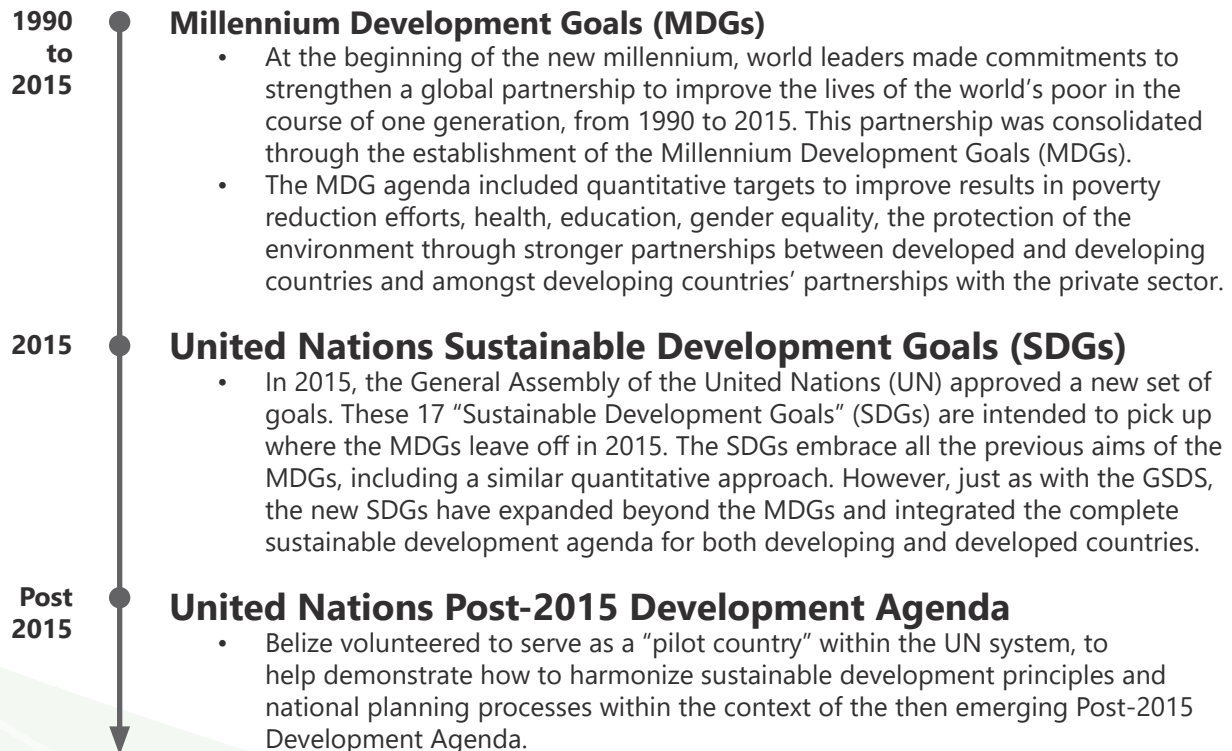 1990
to
2015
Millennium Development Goals (MDGs)
• At the beginning of the new millennium, world leaders made commitments to
strengthen a global partnership to improve the lives of the world’s poor in the
course of one generation, from 1990 to 2015. This partnership was consolidated
through the establishment of the Millennium Development Goals (MDGs).
• The MDG agenda included quantitative targets to improve results in poverty
reduction efforts, health, education, gender equality, the protection of the
environment through stronger partnerships between developed and developing
countries and amongst developing countries’ partnerships with the private sector.
2015
United Nations Sustainable Development Goals (SDGs)
• In 2015, the General Assembly of the United Nations (UN) approved a new set of
goals. These 17 “Sustainable Development Goals” (SDGs) are intended to pick up
where the MDGs leave off in 2015. The SDGs embrace all the previous aims of the
MDGs, including a similar quantitative approach. However, just as with the GSDS,
the new SDGs have expanded beyond the MDGs and integrated the complete
sustainable development agenda for both developing and developed countries.
Post
2015
United Nations Post-2015 Development Agenda
• Belize volunteered to serve as a “pilot country” within the UN system, to
help demonstrate how to harmonize sustainable development principles and
national planning processes within the context of the then emerging Post-2015
Development Agenda.